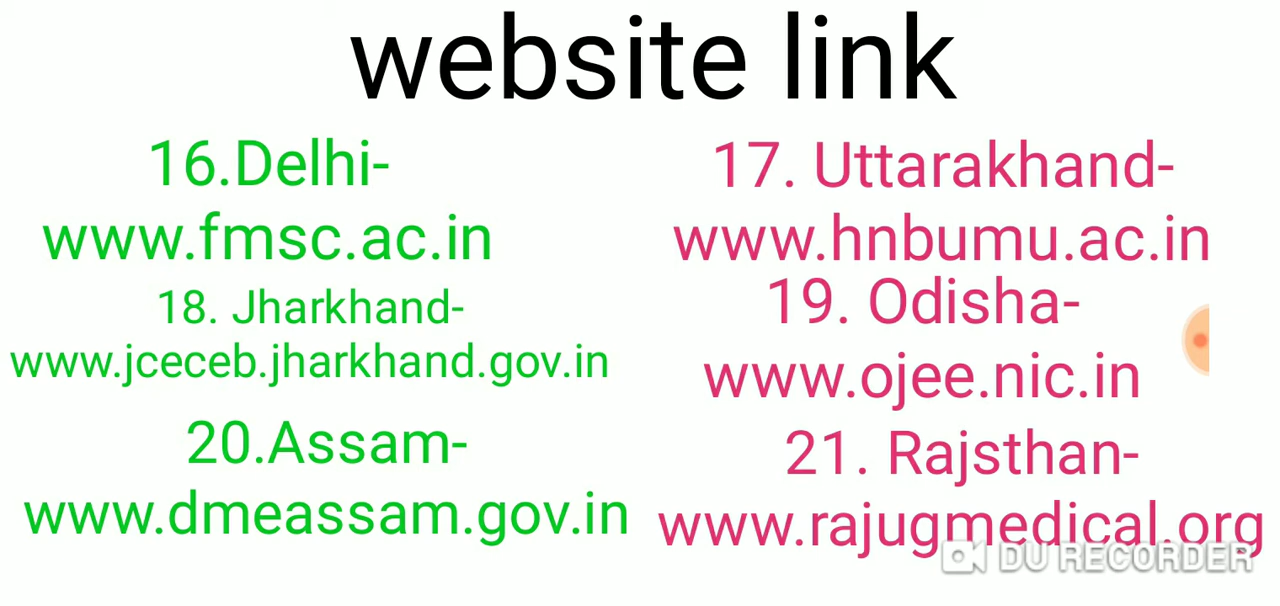 website link
16.Delhi-
www.fmsc.ac.in
17. Uttarakhand-
www.hnbumu.ac.in
18. Jharkhand-
www.jceceb.jharkhand.gov.in
19. Odisha-
www.ojee.nic.in
20.Assam-
www.dmeassam.gov.in
21. Rajsthan-
www.rajugmedical.org
DU RECORDER